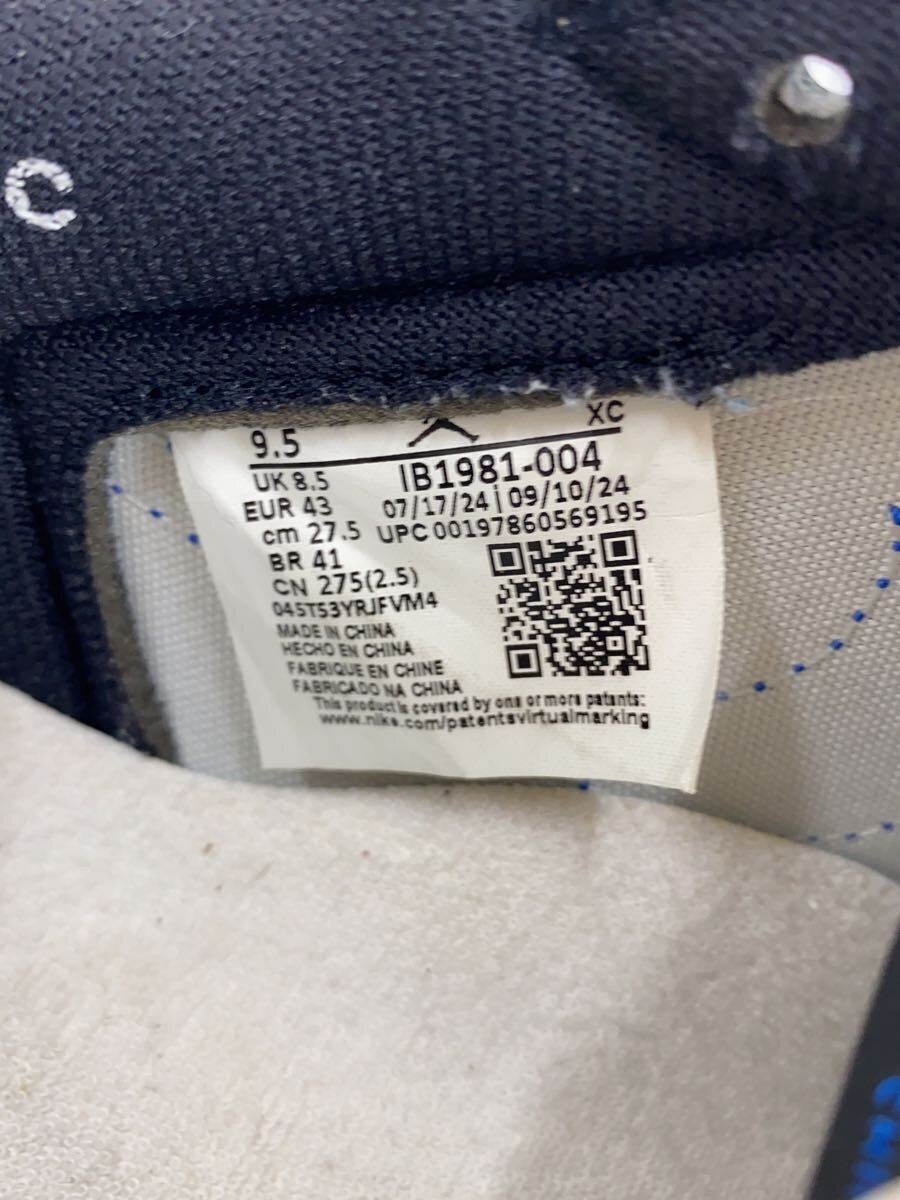 C
9.5
XC
UK 8.5
IB1981-004
EUR 43
07/17/24 | 09/10/24
cm 27.5
UPC 00197860569195
BR 41
CN 275(2.5)
045T53YRJFVM4
MADE IN CHINA
HECHO EN CHINA
FABRIQUE EN CHINE
FABRICADO NA CHINA
This product is covered by one or more patents:
www.nike.com/patentsvirtualmarking